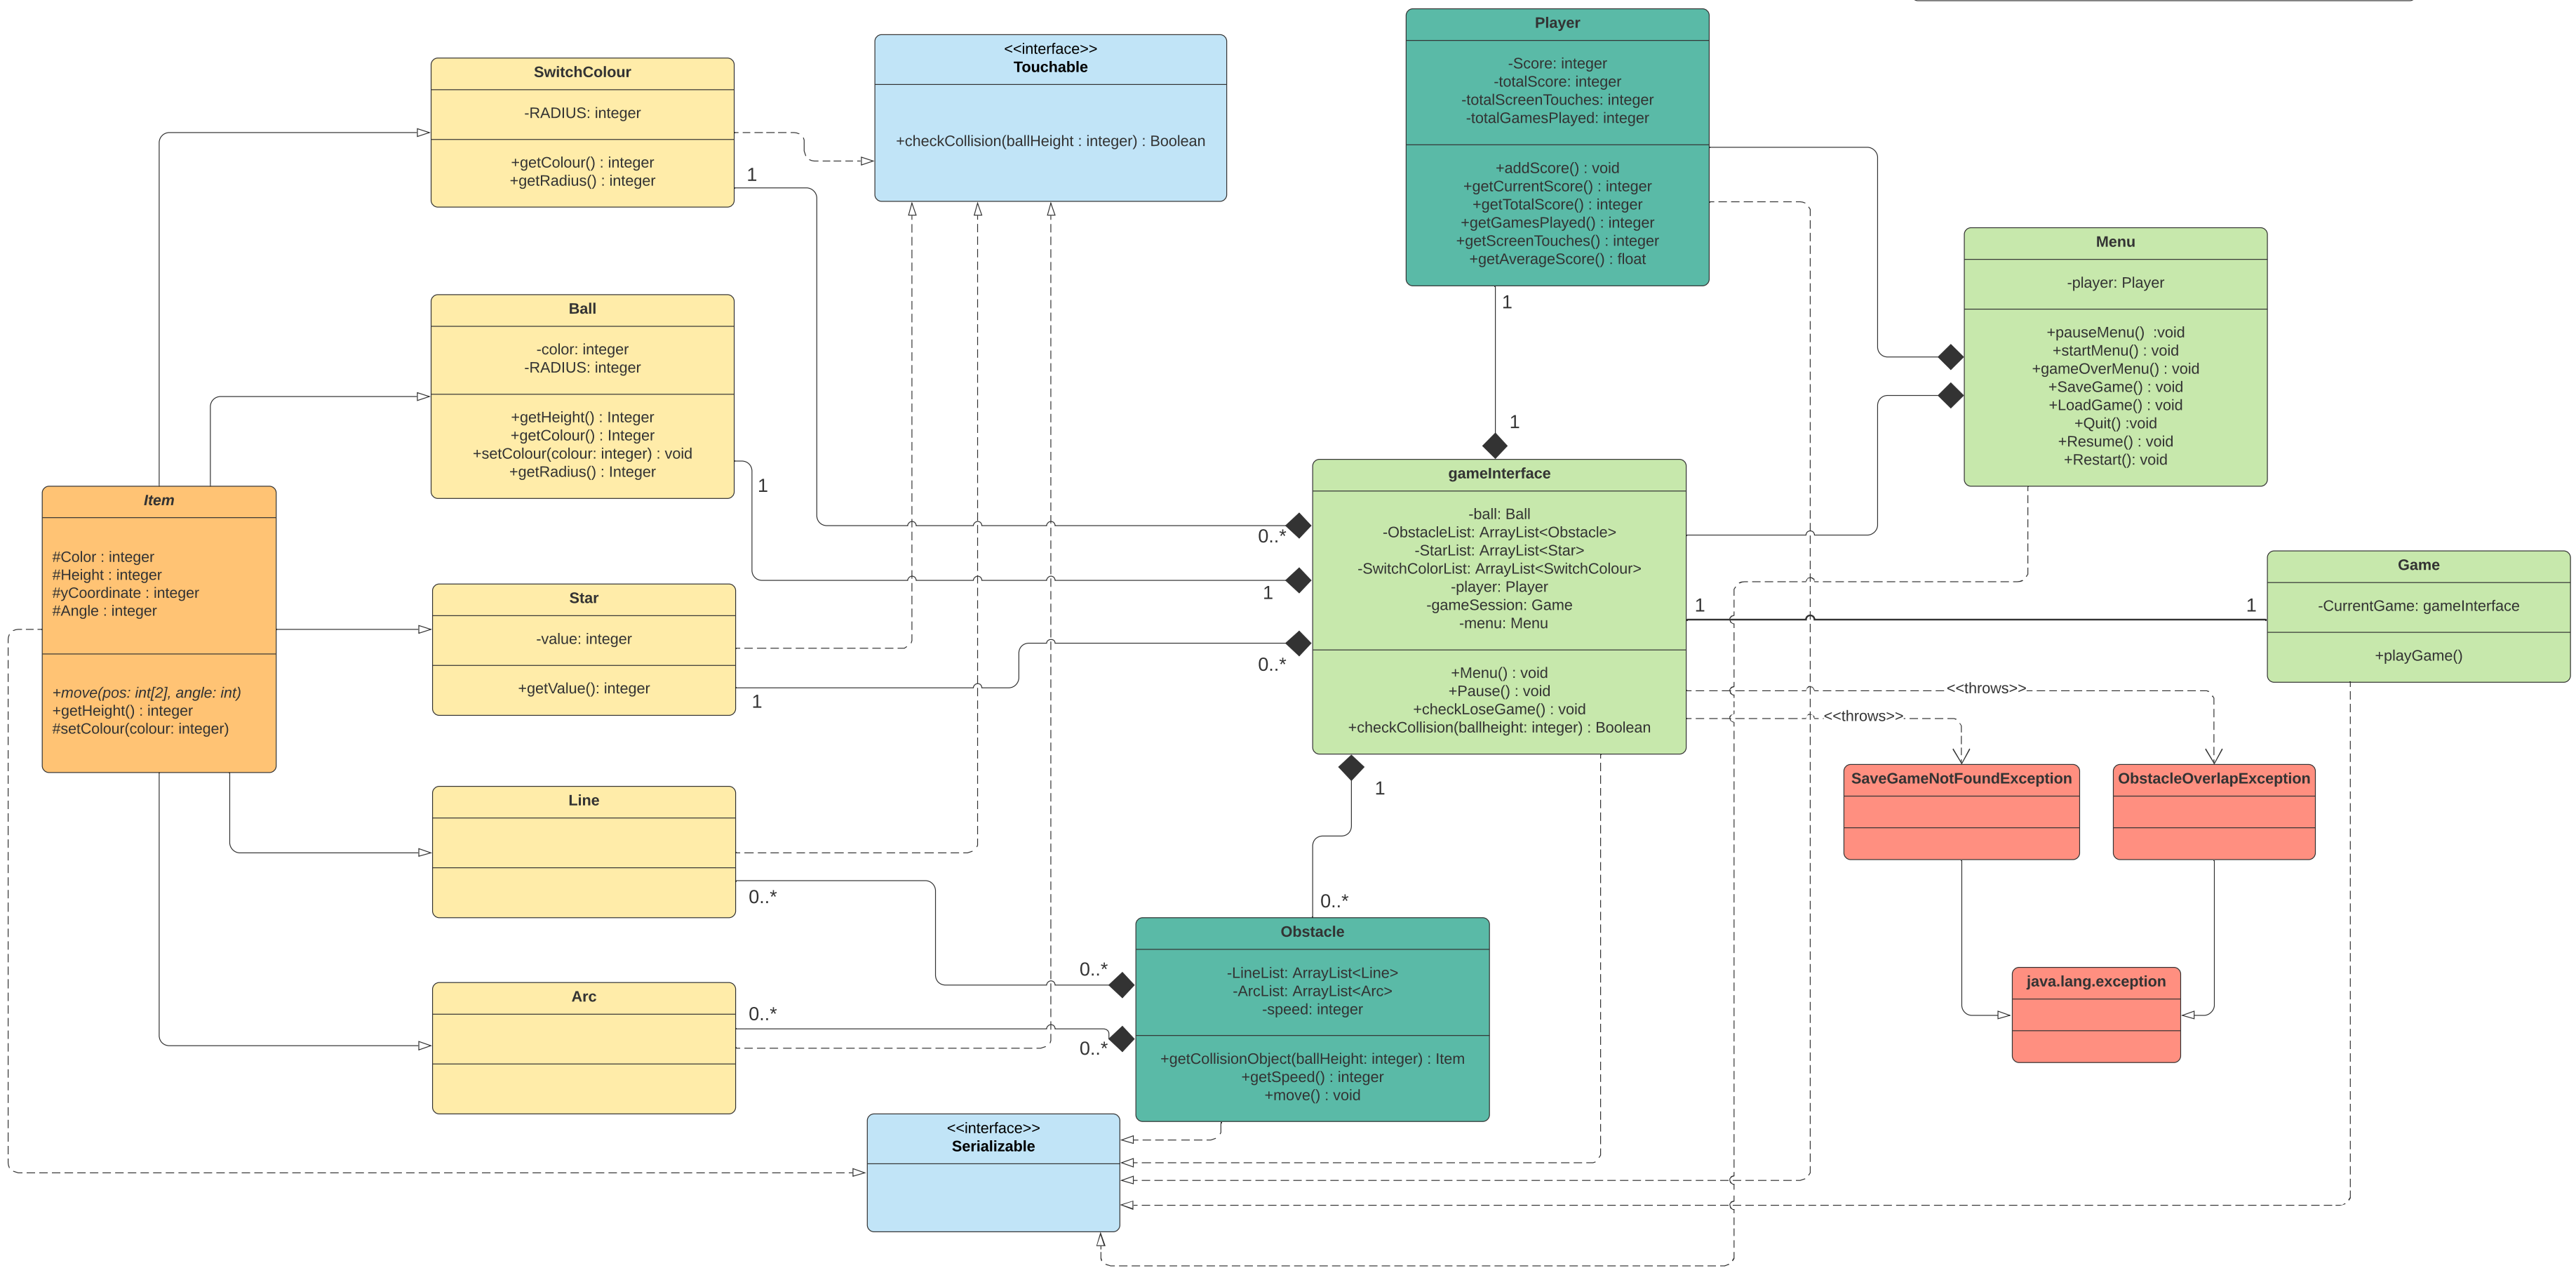 SwitchColour
-RADIUS: integer
+getColour() : integer
+getRadius() : integer
1
<<interface>>
Touchable
+checkCollision(ballHeight : integer) : Boolean
Player
-Score: integer
-totalScore: integer
-totalScreenTouches: integer
-totalGamesPlayed: integer
+addScore() : void
+getCurrentScore() : integer
+getTotalScore() : integer
+getGamesPlayed() : integer
+getScreenTouches() : integer
+getAverageScore() : float
1
1
Menu
-player: Player
+pauseMenu()  :void
+startMenu() : void
+gameOverMenu() : void
+SaveGame() : void
+LoadGame() : void
+Quit() :void
+Resume() : void
+Restart(): void
Ball
-color: integer
-RADIUS: integer
+getHeight() : Integer
+getColour() : Integer
+setColour(colour: integer) : void
+getRadius() : Integer
1
Item
#Color : integer
#Height : integer
#yCoordinate : integer
#Angle : integer
+move(pos: int[2], angle: int)
+getHeight() : integer
#setColour(colour: integer)
Star
-value: integer
+getValue(): integer
1
0..*
1
0..*
gameInterface
-ball: Ball
-ObstacleList: ArrayList<Obstacle>
-StarList: ArrayList<Star>
-SwitchColorList: ArrayList<SwitchColour>
-player: Player
-gameSession: Game
-menu: Menu
+Menu() : void
+Pause() : void
+checkLoseGame() : void
+checkCollision(ballheight: integer) : Boolean
1
1
Game
-CurrentGame: gameInterface
+playGame()
<<throws>>
<<throws>>
SaveGameNotFoundException
ObstacleOverlapException
java.lang.exception
Line
0..*
0..*
Arc
0..*
0..*
1
0..*
Obstacle
-LineList: ArrayList<Line>
-ArcList: ArrayList<Arc>
-speed: integer
+getCollisionObject(ballHeight: integer) : Item
+getSpeed() : integer
+move() : void
<<interface>>
Serializable